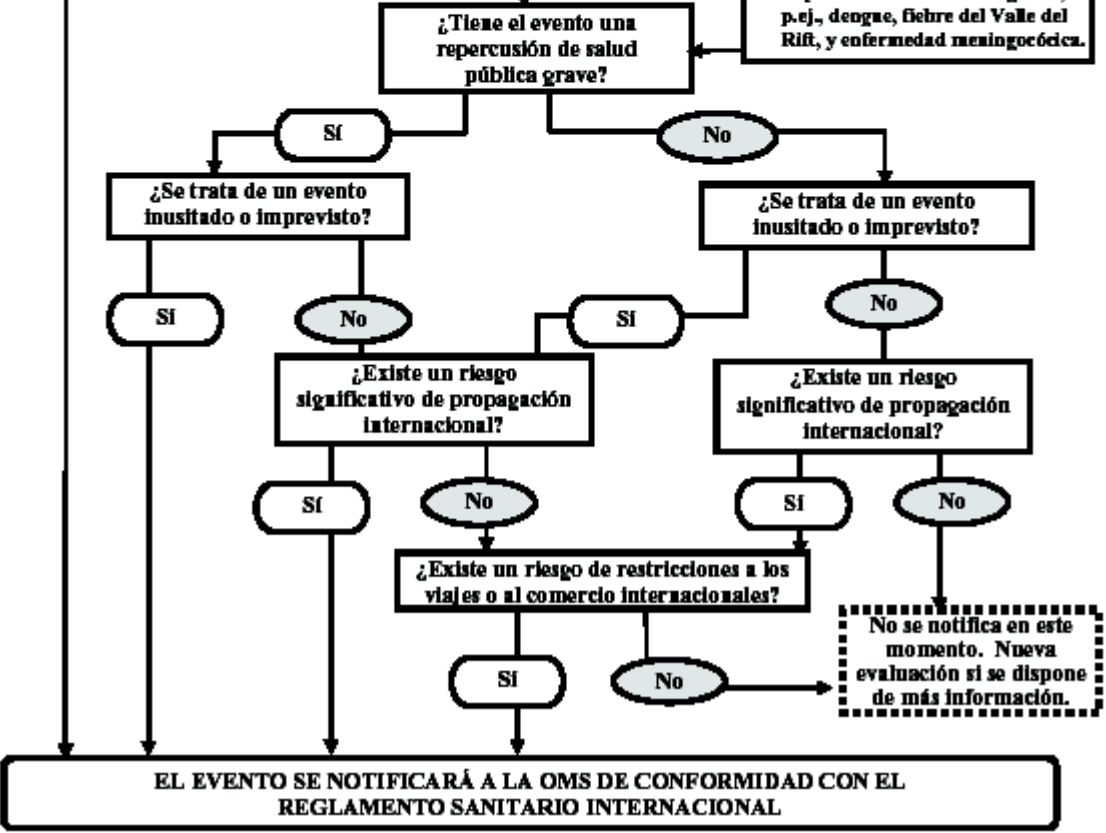 p.ej., dengue, fiebre del Valle del
Rift, y enfermedad meningocócica.
¿Tiene el evento una
repercusión de salud
pública grave?
Sí
No
¿Se trata de un evento
inusitado o imprevisto?
¿Se trata de un evento
inusitado o imprevisto?
Sí
No
Sí
No
¿Existe un riesgo
significativo de propagación
internacional?
¿Existe un riesgo
significativo de propagación
internacional?
Sí
No
Sí
No
¿Existe un riesgo de restricciones a los
viajes o al comercio internacionales?
No se notifica en este
momento. Nueva
evaluación si se dispone
de más información.
Sí
No
EL EVENTO SE NOTIFICARÁ A LA OMS DE CONFORMIDAD CON EL
REGLAMENTO SANITARIO INTERNACIONAL